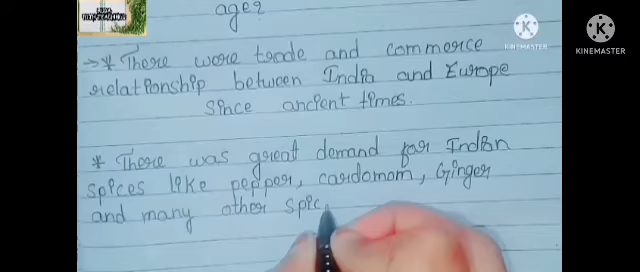 age?
→* There were trade and commerce
relationship between India and Europe
since ancient times.
* There was great demand for Indian
spices like pepper, cardomom, Ginger
and many other spic
KINEMASTER
KINEMASTER